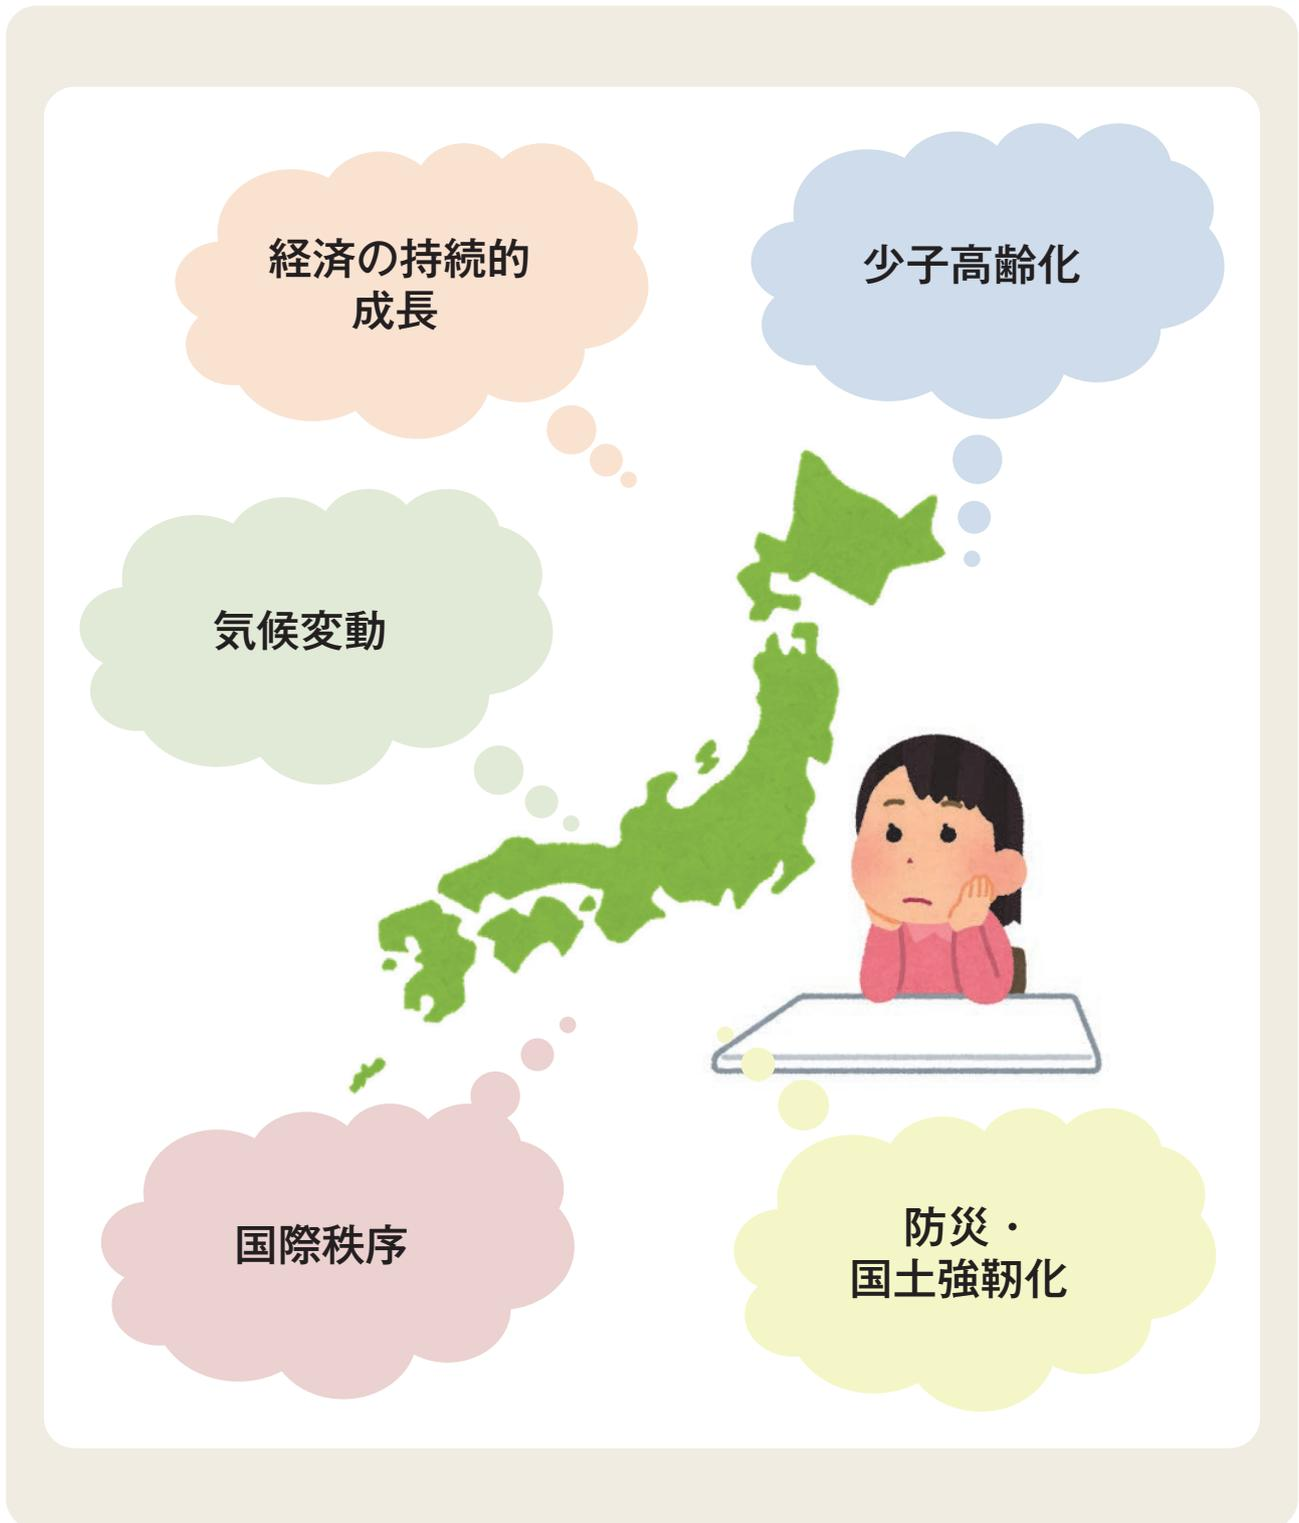 経済の持続的
成長
少子高齢化
気候変動
国際秩序
防災・
国土強靭化